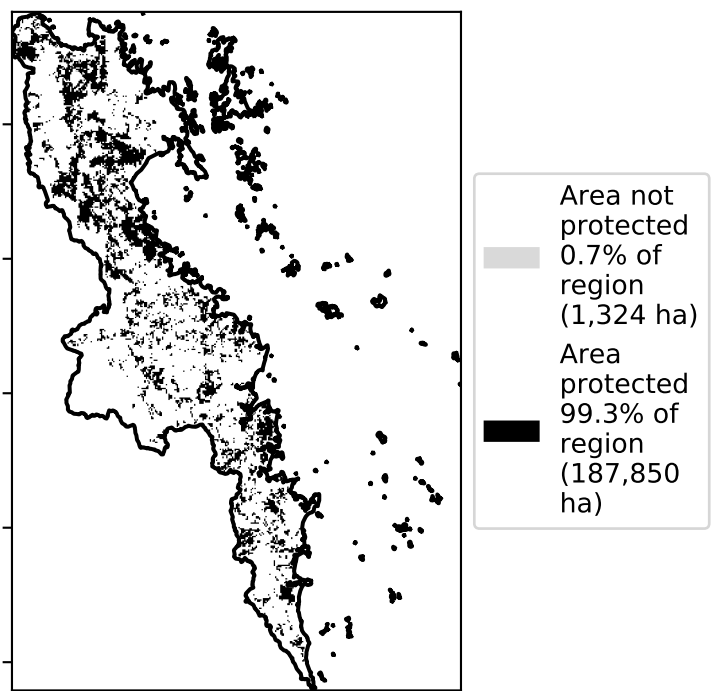 Area not
protected
0.7% of
region
(1,324 ha)
Area
protected
99.3% of
region
(187,850
ha)